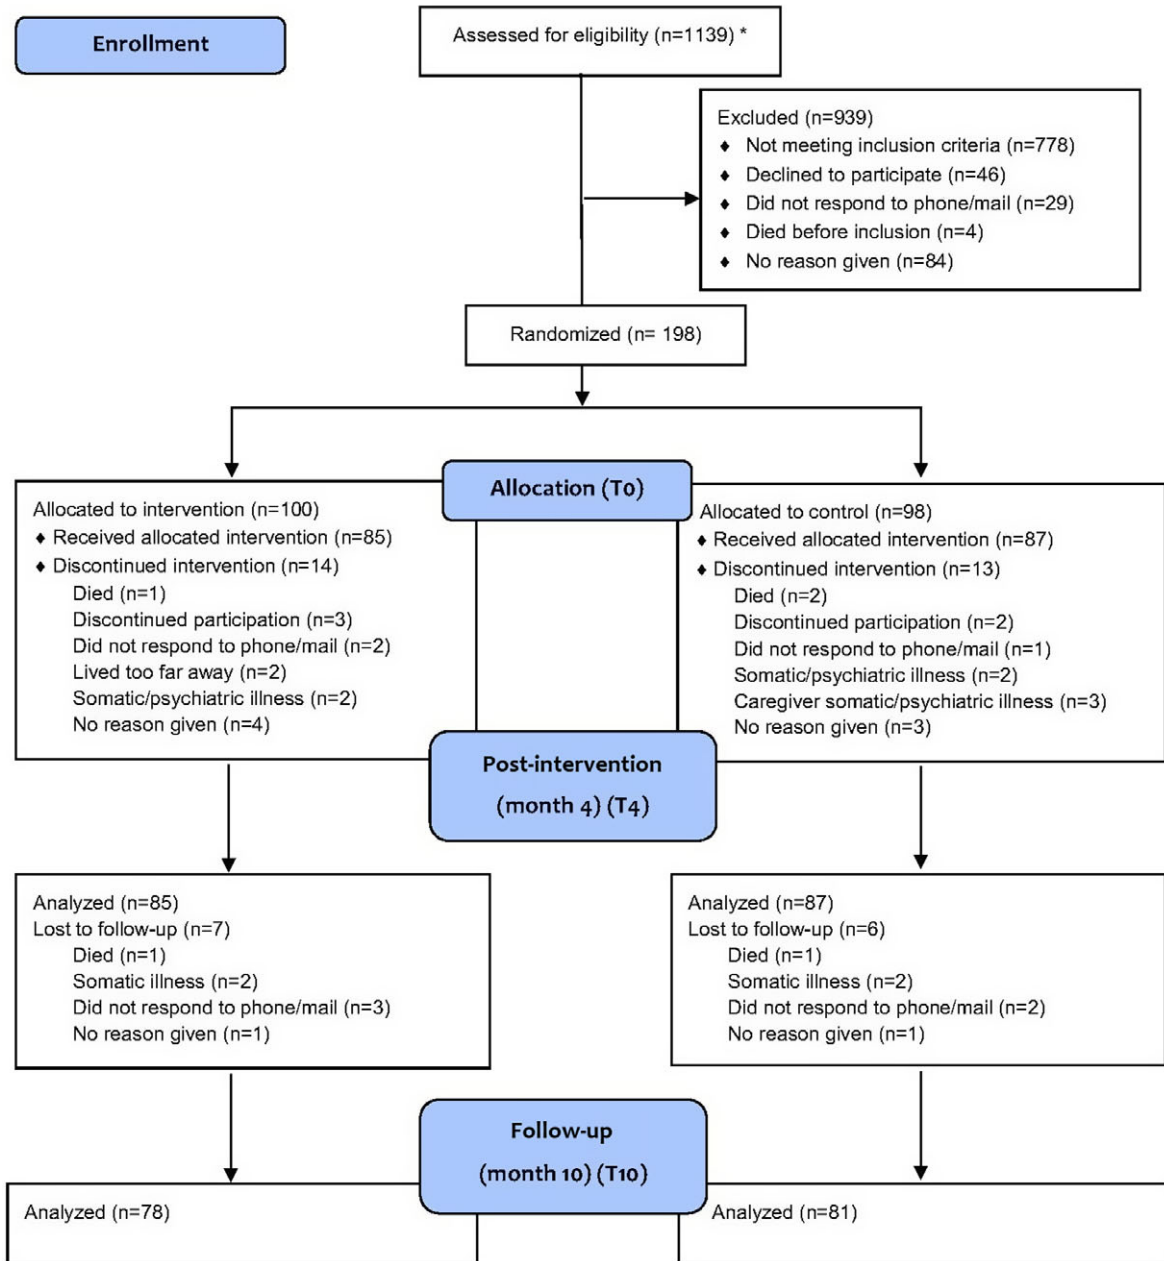 Enrollment
Assessed for eligibility (n=1139) *
Excluded (n=939)
♦ Not meeting inclusion criteria (n=778)
♦ Declined to participate (n=46)
♦ Did not respond to phone/mail (n=29)
♦ Died before inclusion (n=4)
♦ No reason given (n=84)
Randomized (n= 198)
Allocation (T0)
Allocated to intervention (n=100)
♦ Received allocated intervention (n=85)
♦ Discontinued intervention (n=14)
Died (n=1)
Discontinued participation (n=3)
Did not respond to phone/mail (n=2)
Lived too far away (n=2)
Somatic/psychiatric illness (n=2)
No reason given (n=4)
Allocated to control (n=98)
♦ Received allocated intervention (n=87)
♦ Discontinued intervention (n=13)
Died (n=2)
Discontinued participation (n=2)
Did not respond to phone/mail (n=1)
Somatic/psychiatric illness (n=2)
Caregiver somatic/psychiatric illness (n=3)
No reason given (n=3)
Post-intervention
(month 4) (T4)
Analyzed (n=85)
Lost to follow-up (n=7)
Died (n=1)
Somatic illness (n=2)
Did not respond to phone/mail (n=3)
No reason given (n=1)
Analyzed (n=87)
Lost to follow-up (n=6)
Died (n=1)
Somatic illness (n=2)
Did not respond to phone/mail (n=2)
No reason given (n=1)
Follow-up
(month 10) (T10)
Analyzed (n=78)
Analyzed (n=81)